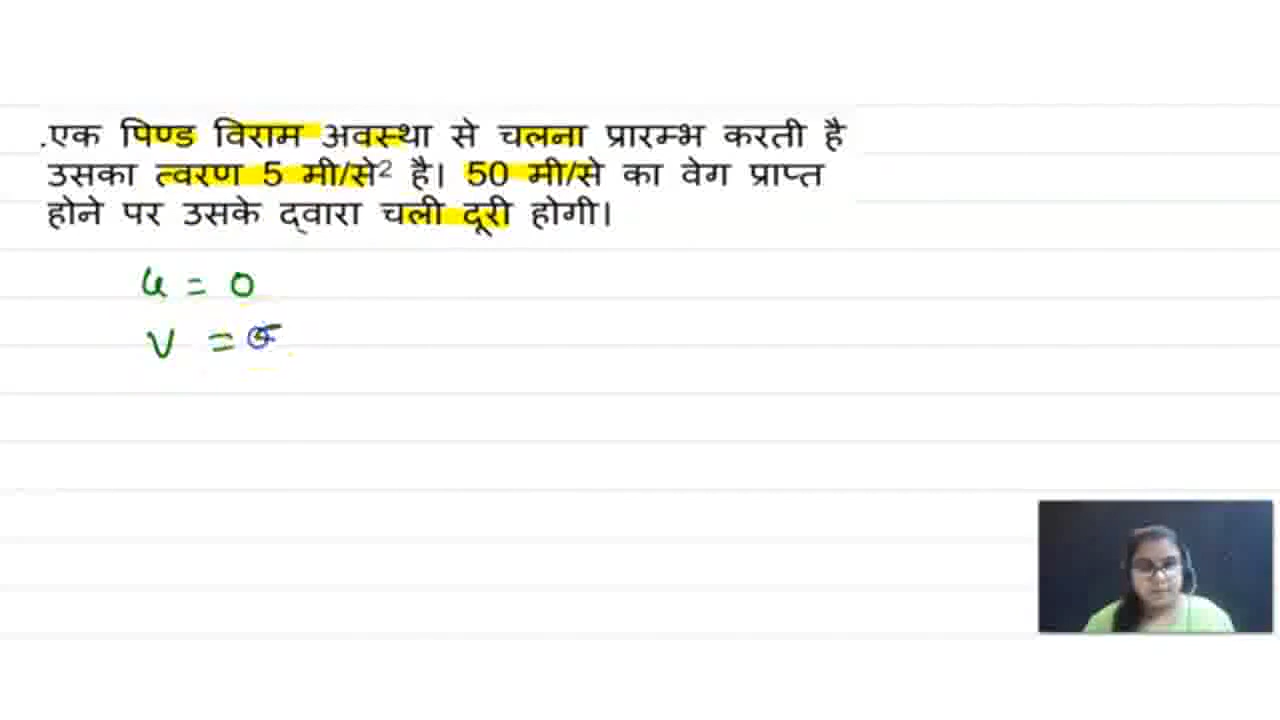 .एक पिण्ड विराम अवस्था से चलना प्रारम्भ करती है
उसका त्वरण 5 मी/से² है। 50 मी/से का वेग प्राप्त
होने पर उसके द्वारा चली दूरी होगी।
u = 0
v =